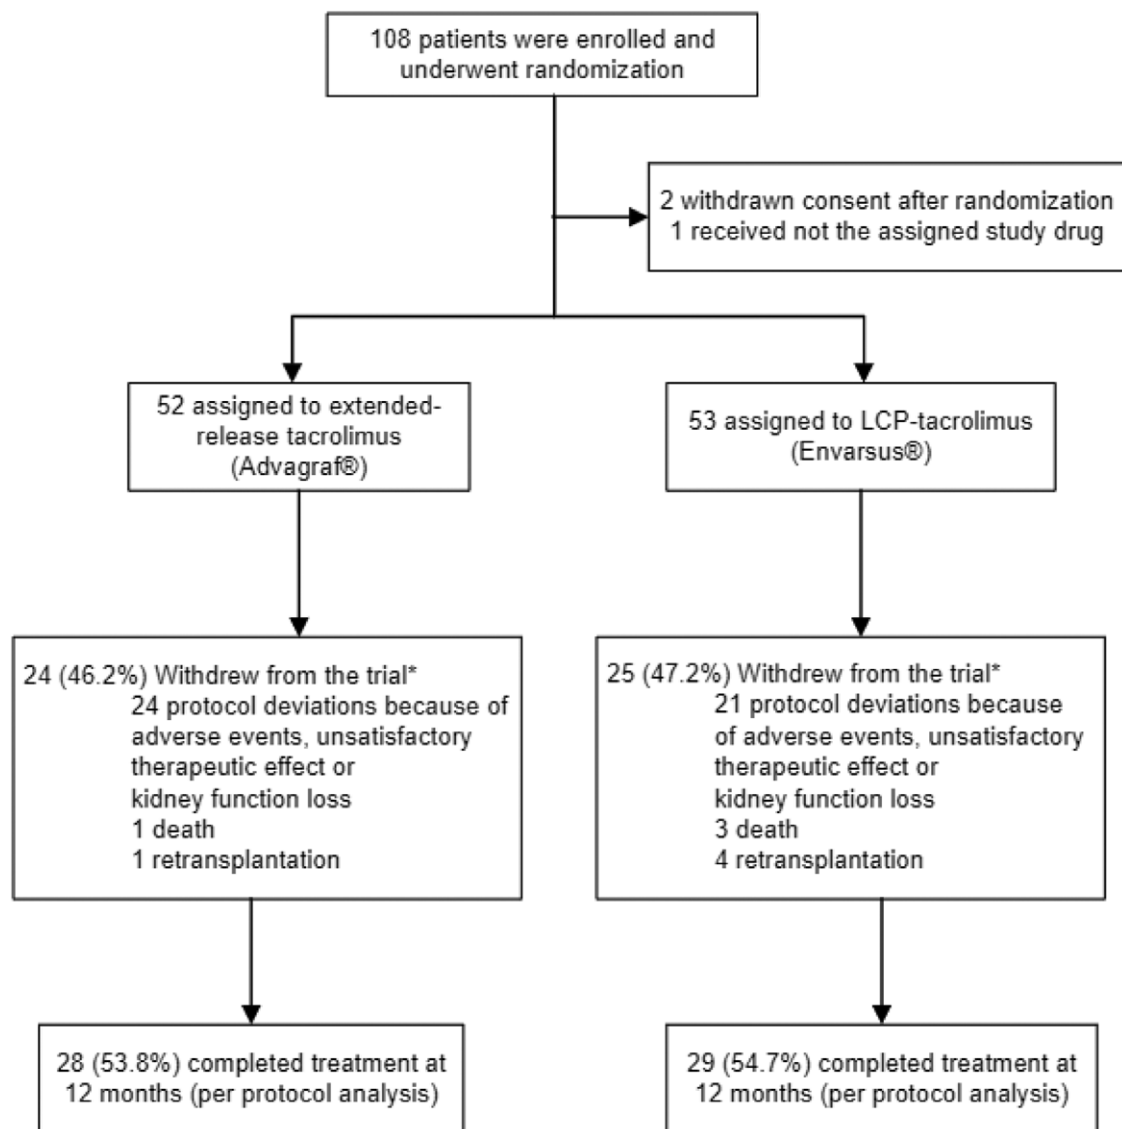 108 patients were enrolled and
underwent randomization
2 withdrawn consent after randomization
1 received not the assigned study drug
52 assigned to extended-
release tacrolimus
(Advagraf®)
53 assigned to LCP-tacrolimus
(Envarsus®)
24 (46.2%) Withdrew from the trial*
24 protocol deviations because of
adverse events, unsatisfactory
therapeutic effect or
kidney function loss
1 death
1 retransplantation
25 (47.2%) Withdrew from the trial*
21 protocol deviations because
of adverse events, unsatisfactory
therapeutic effect or
kidney function loss
3 death
4 retransplantation
28 (53.8%) completed treatment at
12 months (per protocol analysis)
29 (54.7%) completed treatment at
12 months (per protocol analysis)